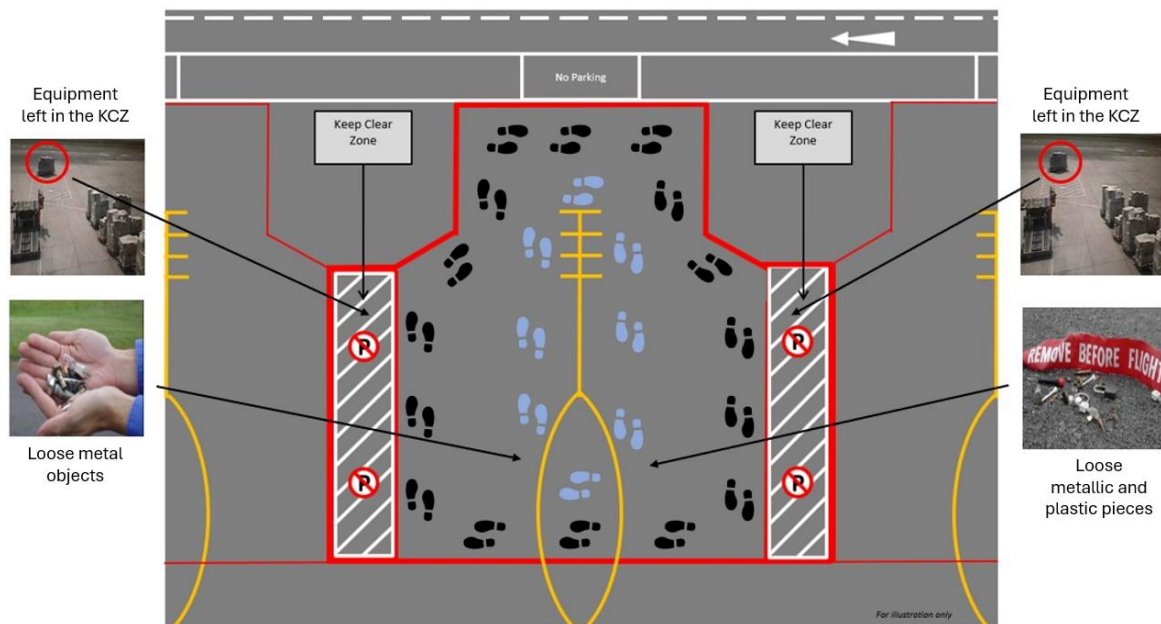 No Parking
Equipment
left in the KCZ
Keep Clear
Zone
Keep Clear
Zone
Equipment
left in the KCZ
P
P
P
P
Loose metal
objects
REMOVE BEFORE FLIGHT
Loose
metallic and
plastic pieces
For illustration only